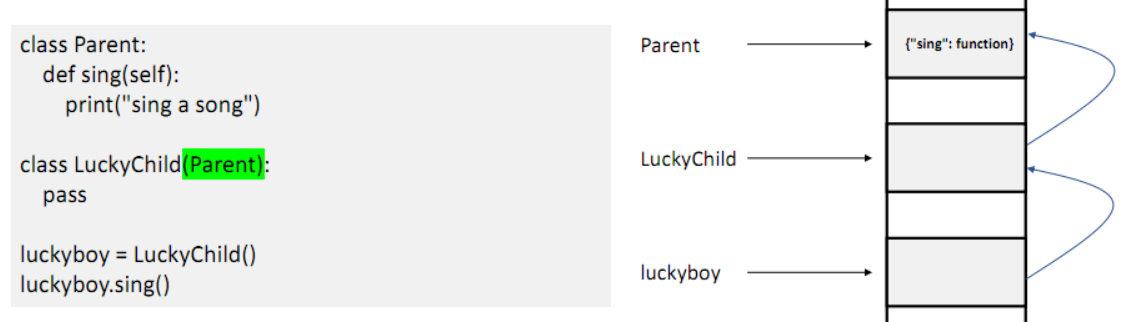 class Parent:
def sing(self):
print("sing a song")
class LuckyChild(Parent):
pass
luckyboy = LuckyChild()
luckyboy.sing()
Parent
{"sing": function}
LuckyChild
luckyboy